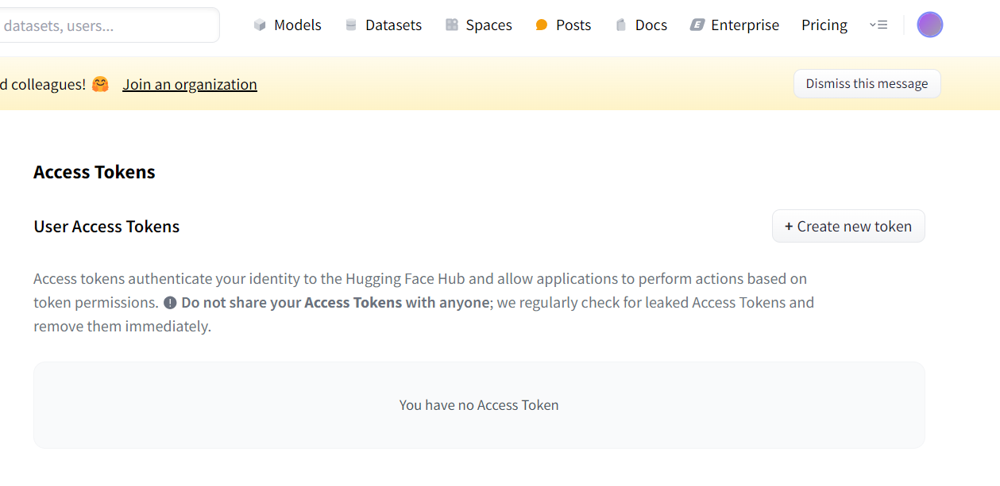 datasets, users...
Models
Datasets
Spaces
Posts
Docs
Enterprise
Pricing
d colleagues! 🤗 Join an organization
Dismiss this message
Access Tokens
User Access Tokens
+ Create new token
Access tokens authenticate your identity to the Hugging Face Hub and allow applications to perform actions based on
token permissions. Do not share your Access Tokens with anyone; we regularly check for leaked Access Tokens and
remove them immediately.
You have no Access Token